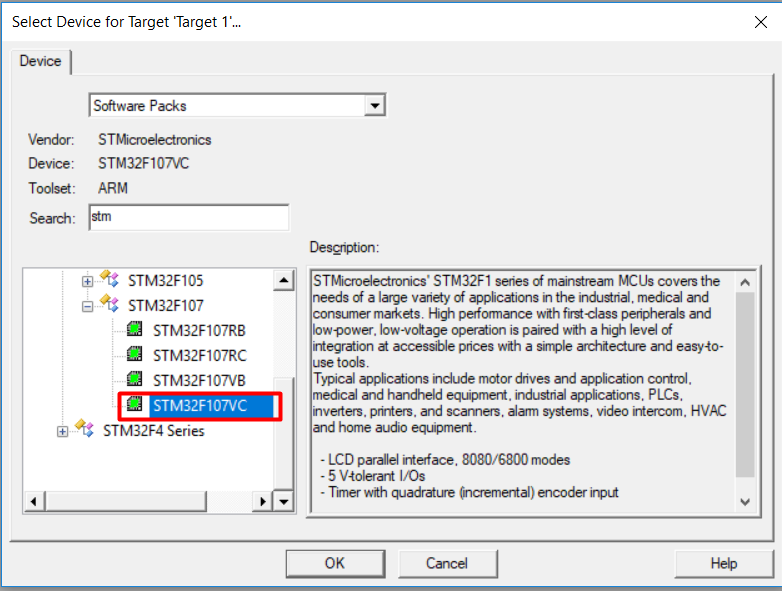 Select Device for Target 'Target 1'...
Device
Software Packs
Vendor: STMicroelectronics
Device: STM32F107VC
Toolset: ARM
Search: stm
Description:
STM32F105
STM32F107
STM32F107RB
STM32F107RC
STM32F107VB
STM32F107VC
STM32F4 Series
STMicroelectronics' STM32F1 series of mainstream MCUs covers the
needs of a large variety of applications in the industrial, medical and
consumer markets. High perfomance with first-class peripherals and
low-power, low-voltage operation is paired with a high level of
integration at accessible prices with a simple architecture and easy-to-
use tools.
Typical applications include motor drives and application control,
medical and handheld equipment, industrial applications, PLCs,
inverters, printers, and scanners, alarm systems, video intercom, HVAC
and home audio equipment.
- LCD parallel interface, 8080/6800 modes
- 5 V-tolerant I/Os
- Timer with quadrature (incremental) encoder input
OK
Cancel
Help